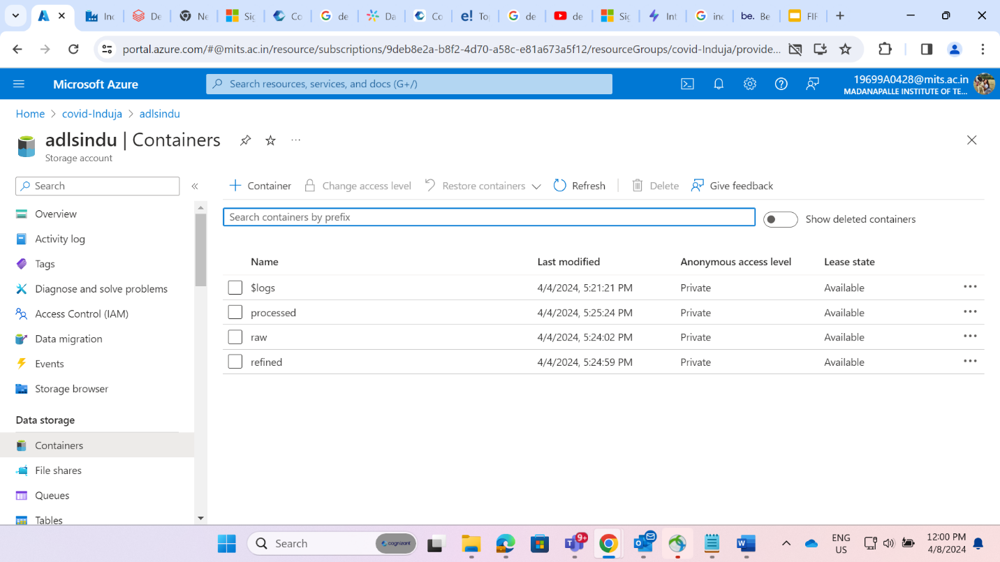 Inc
De
Ne
Sig
Co
de
Da
Co
e! Top
de
de
Sig
Int
inc
be. Be
FIF
portal.azure.com/#@mits.ac.in/resource/subscriptions/9deb8e2a-b8f2-4d70-a58c-e81a673a5f12/resourceGroups/covid-Induja/provide...
Microsoft Azure
Search resources, services, and docs (G+/)
19699A0428@mits.ac.in
MADANAPALLE INSTITUTE OF TE...
Home > covid-Induja > adlsindu
adlsindu | Containers
Storage account
Search
Container
Change access level
Restore containers
Refresh
Delete
Give feedback
Overview
Activity log
Tags
Diagnose and solve problems
Access Control (IAM)
Data migration
Events
Storage browser
Data storage
Containers
File shares
Queues
Tables
Search containers by prefix
Show deleted containers
Name Last modified Anonymous access level Lease state
$logs 4/4/2024, 5:21:21 PM Private Available
processed 4/4/2024, 5:25:24 PM Private Available
raw 4/4/2024, 5:24:02 PM Private Available
refined 4/4/2024, 5:24:59 PM Private Available
Search
cognizant
9+
ENG
US
12:00 PM
4/8/2024